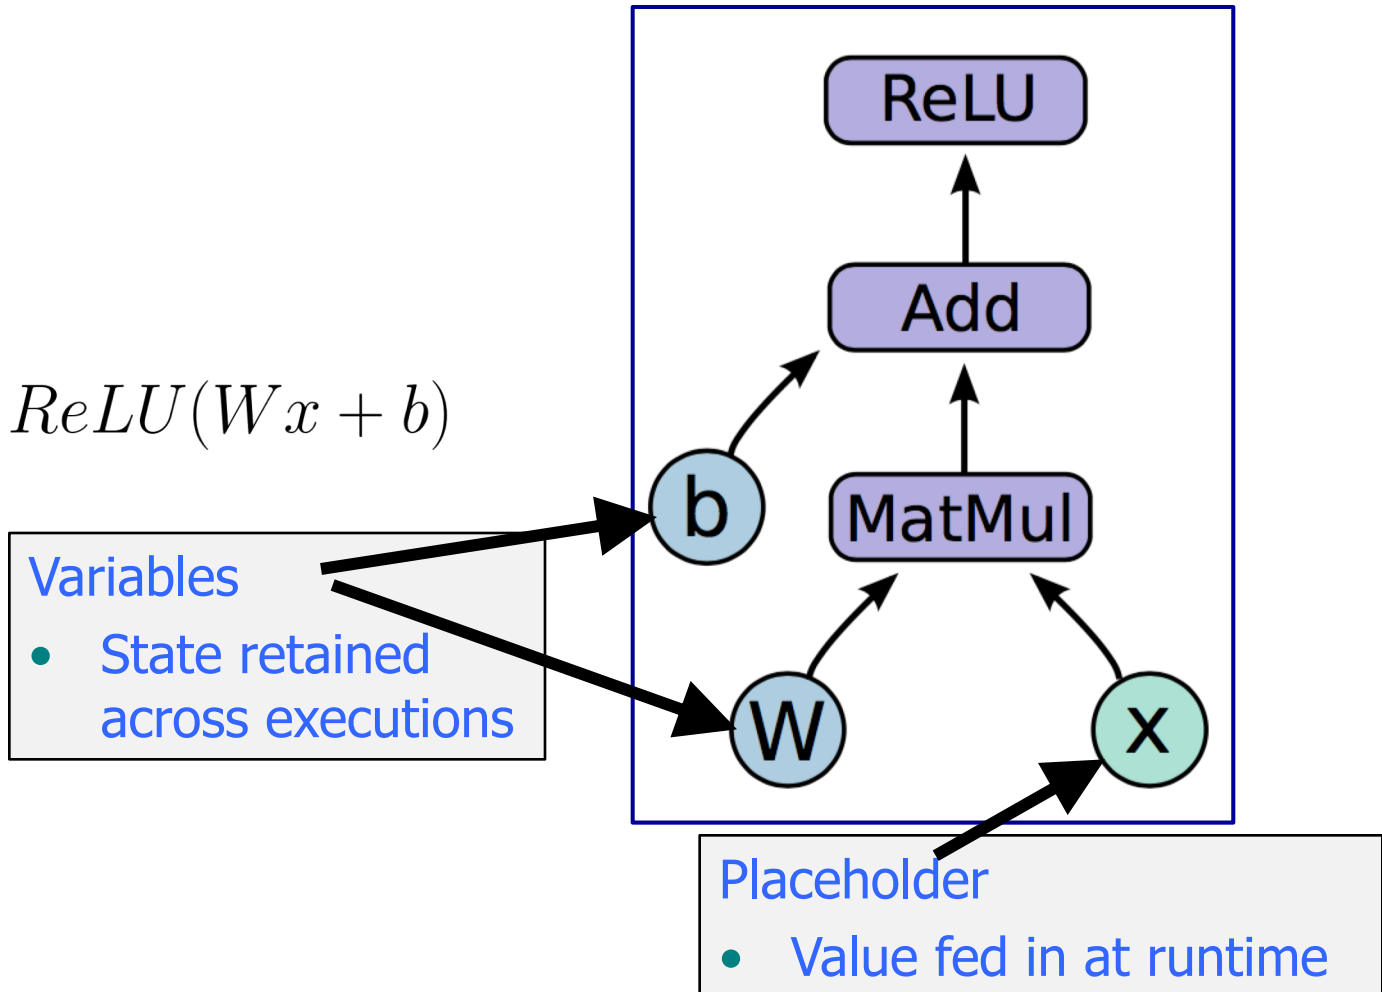 ReLU
Add
ReLU(Wx + b)
b
MatMul
Variables
• State retained
across executions
W
x
Placeholder
• Value fed in at runtime